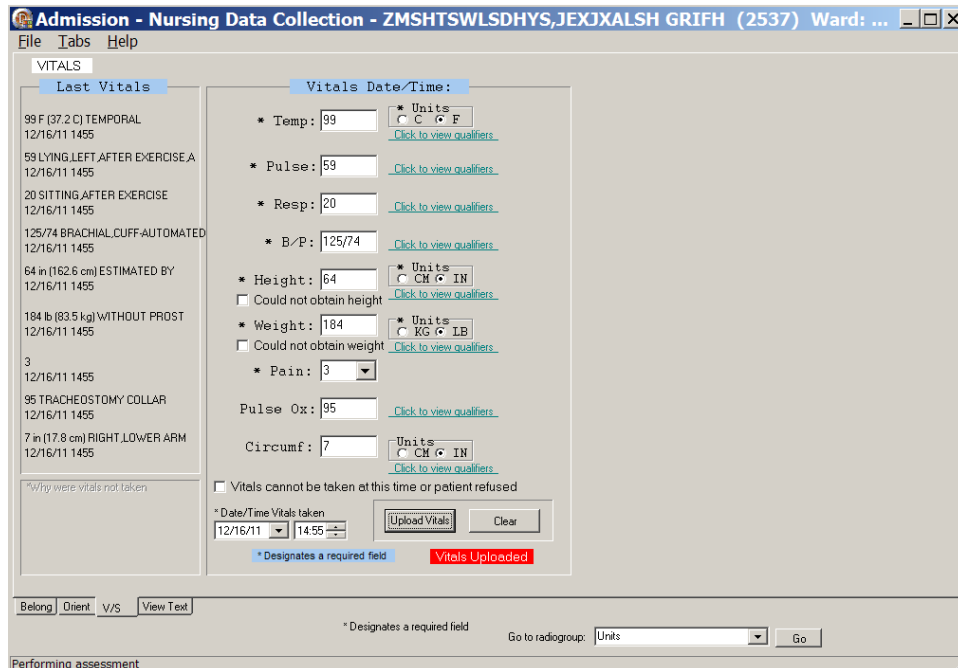 Admission - Nursing Data Collection - ZMSHTSWLSDHYS,JEXJXALSH GRIFH (2537) Ward: ...
File Tabs Help
VITALS
Last Vitals
99 F (37.2 C) TEMPORAL
12/16/11 1455
59 LYING,LEFT,AFTER EXERCISE,A
12/16/11 1455
20 SITTING,AFTER EXERCISE
12/16/11 1455
125/74 BRACHIAL,CUFF-AUTOMATED
12/16/11 1455
64 in (162.6 cm) ESTIMATED BY
12/16/11 1455
184 lb (83.5 kg) WITHOUT PROST
12/16/11 1455
3
12/16/11 1455
95 TRACHEOSTOMY COLLAR
12/16/11 1455
7 in (17.8 cm) RIGHT,LOWER ARM
12/16/11 1455
*Why were vitals not taken
Vitals Date/Time:
* Temp: 99 * Units C F
Click to view qualifiers
* Pulse: 59 Click to view qualifiers
* Resp: 20 Click to view qualifiers
* B/P: 125/74 Click to view qualifiers
* Height: 64 * Units CM IN
Could not obtain height Click to view qualifiers
* Weight: 184 * Units KG LB
Could not obtain weight Click to view qualifiers
* Pain: 3
Pulse Ox: 95 Click to view qualifiers
Circumf: 7 Units CM IN
Click to view qualifiers
Vitals cannot be taken at this time or patient refused
* Date/Time Vitals taken
12/16/11 14:55 Upload Vitals Clear
* Designates a required field Vitals Uploaded
Belong Orient V/S View Text
* Designates a required field
Go to radiogroup: Units Go
Performing assessment